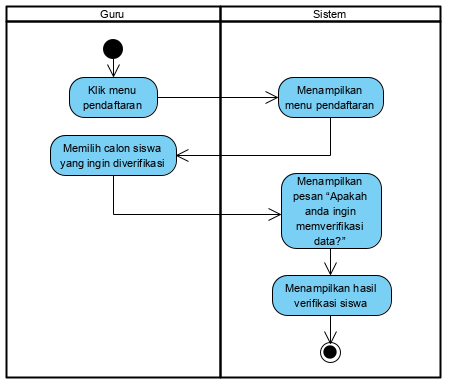 Guru
Sistem
Klik menu
pendaftaran
Menampilkan
menu pendaftaran
Memilih calon siswa
yang ingin diverifikasi
Menampilkan
pesan “Apakah
anda ingin
memverifikasi
data?”
Menampilkan hasil
verifikasi siswa